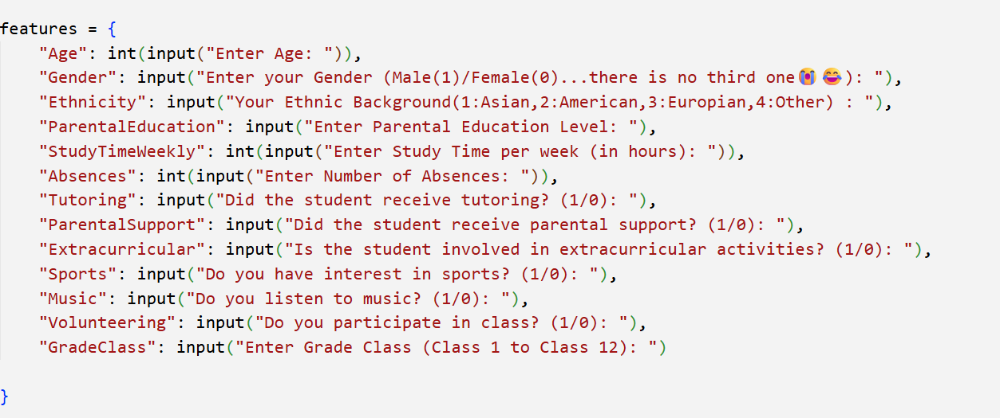 features = {
    "Age": int(input("Enter Age: ")),
    "Gender": input("Enter your Gender (Male(1)/Female(0)...there is no third one😭😂): "),
    "Ethnicity": input("Your Ethnic Background(1:Asian,2:American,3:Europian,4:Other) : "),
    "ParentalEducation": input("Enter Parental Education Level: "),
    "StudyTimeWeekly": int(input("Enter Study Time per week (in hours): ")),
    "Absences": int(input("Enter Number of Absences: ")),
    "Tutoring": input("Did the student receive tutoring? (1/0): "),
    "ParentalSupport": input("Did the student receive parental support? (1/0): "),
    "Extracurricular": input("Is the student involved in extracurricular activities? (1/0): "),
    "Sports": input("Do you have interest in sports? (1/0): "),
    "Music": input("Do you listen to music? (1/0): "),
    "Volunteering": input("Do you participate in class? (1/0): "),
    "GradeClass": input("Enter Grade Class (Class 1 to Class 12): ")
}